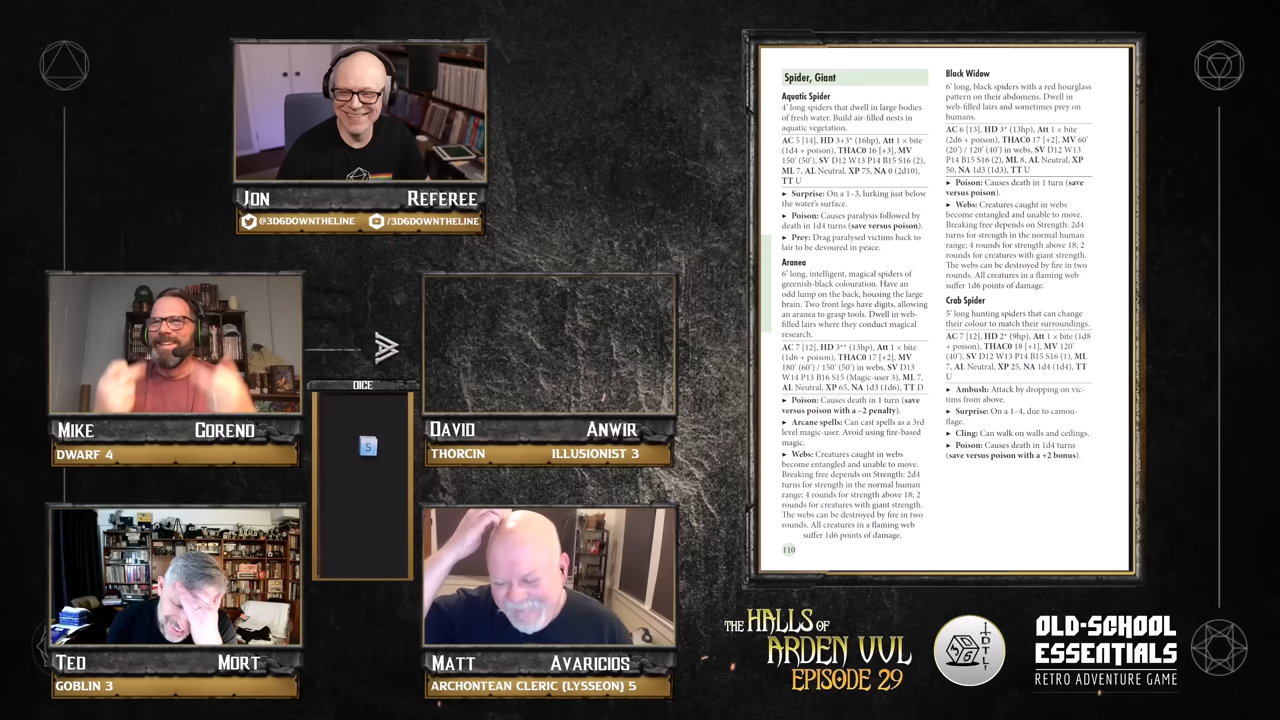 JON REFEREE
@3D6DOWNTHELINE /3D6DOWNTHELINE
MIKE GOREND
DWARF 4
DICE
5
DAVID ANWIR
THORCIN ILLUSIONIST 3
TED MORT
GOBLIN 3
MATT AVARICIOS
ARCHONTEAN CLERIC (LYSSEON) 5
Spider, Giant
Aquatic Spider
4' long spiders that dwell in large bodies
of fresh water. Build air-filled nests in
aquatic vegetation.
AC 5 [14], HD 3+3* (16hp), Att 1 × bite
(1d4 + poison), THAC0 16 [+3], MV
150' (50'), SV D12 W13 P14 B15 S16 (2),
ML 7, AL Neutral, XP 75, NA 0 (2d10),
TT U
► Surprise: On a 1–3, lurking just below
the water's surface.
► Poison: Causes paralysis followed by
death in 1d4 turns (save versus poison).
► Prey: Drag paralysed victims back to
lair to be devoured in peace.
Aranea
6' long, intelligent, magical spiders of
greenish-black colouration. Have an
odd lump on the back, housing the large
brain. Two front legs have digits, allowing
an aranea to grasp tools. Dwell in web-
filled lairs where they conduct magical
research.
AC 7 [12], HD 3** (13hp), Att 1 × bite
(1d6 + poison), THAC0 17 [+2], MV
180' (60') / 150' (50') in webs, SV D13
W14 P13 B16 S15 (Magic-user 3), ML 7,
AL Neutral, XP 65, NA 1d3 (1d6), TT D
► Poison: Causes death in 1 turn (save
versus poison with a –2 penalty).
► Arcane spells: Can cast spells as a 3rd
level magic-user. Avoid using fire-based
magic.
► Webs: Creatures caught in webs
become entangled and unable to move.
Breaking free depends on Strength: 2d4
turns for strength in the normal human
range; 4 rounds for strength above 18; 2
rounds for creatures with giant strength.
The webs can be destroyed by fire in two
rounds. All creatures in a flaming web
suffer 1d6 points of damage.
110
Black Widow
6' long, black spiders with a red hourglass
pattern on their abdomens. Dwell in
web-filled lairs and sometimes prey on
humans.
AC 6 [13], HD 3* (13hp), Att 1 × bite
(2d6 + poison), THAC0 17 [+2], MV 60'
(20') / 120' (40') in webs, SV D12 W13
P14 B15 S16 (2), ML 8, AL Neutral, XP
50, NA 1d3 (1d3), TT U
► Poison: Causes death in 1 turn (save
versus poison).
► Webs: Creatures caught in webs
become entangled and unable to move.
Breaking free depends on Strength: 2d4
turns for strength in the normal human
range; 4 rounds for strength above 18; 2
rounds for creatures with giant strength.
The webs can be destroyed by fire in two
rounds. All creatures in a flaming web
suffer 1d6 points of damage.
Crab Spider
5' long hunting spiders that can change
their colour to match their surroundings.
AC 7 [12], HD 2* (9hp), Att 1 × bite (1d8
+ poison), THAC0 18 [+1], MV 120'
(40'), SV D12 W13 P14 B15 S16 (1), ML
7, AL Neutral, XP 25, NA 1d4 (1d4), TT
U
► Ambush: Attack by dropping on vic-
tims from above.
► Surprise: On a 1–4, due to camou-
flage.
► Cling: Can walk on walls and ceilings.
► Poison: Causes death in 1d4 turns
(save versus poison with a +2 bonus).
THE HALLS OF
ARDEN VUL
EPISODE 29
3D6
DTL
OLD-SCHOOL
ESSENTIALS
RETRO ADVENTURE GAME